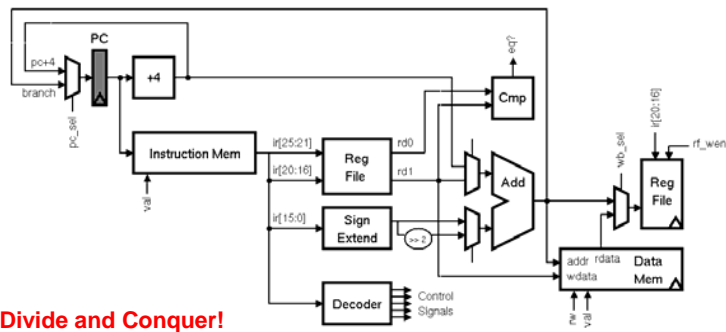 eq?
PC
pc+4
branch
+4
Cmp
pc_sel
ir[20:16]
rf_wen
wb_sel
Instruction Mem
val
ir[25:21]
ir[20:16]
Reg
File
rd0
rd1
Add
Reg
File
ir[15:0]
Sign
Extend
>> 2
addr
rdata
wdata
Data
Mem
rw
val
Decoder
Control
Signals
Divide and Conquer!